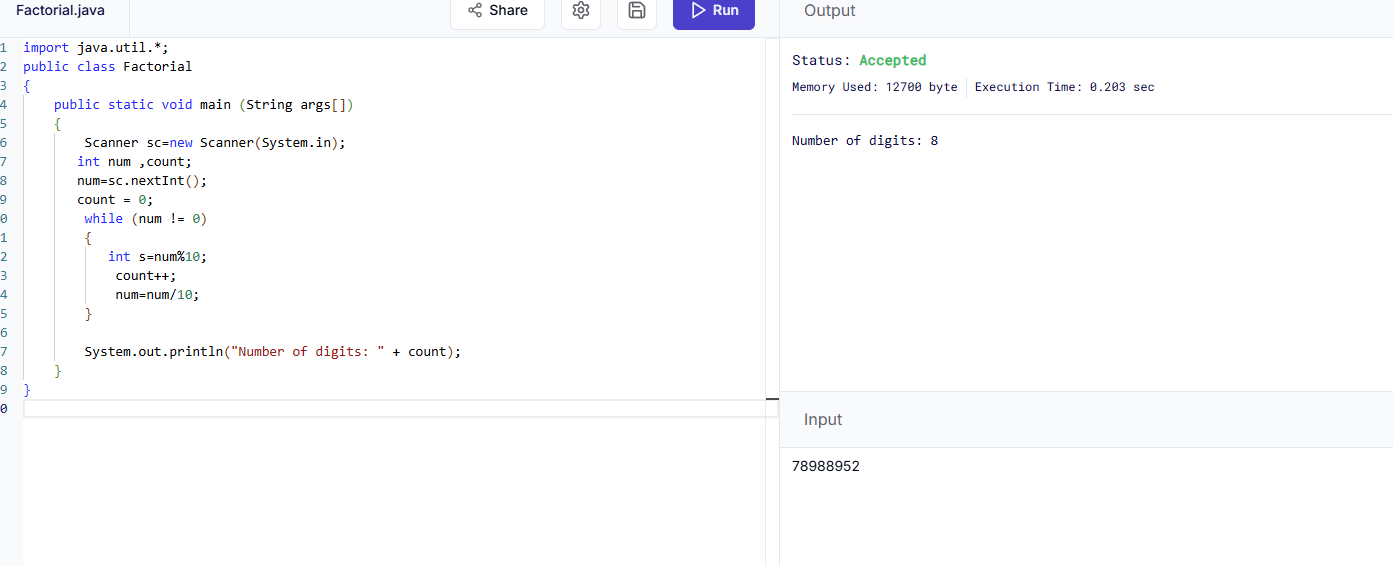 Factorial.java
Share
Run
1 import java.util.*;
2 public class Factorial
3 {
4 public static void main (String args[])
5 {
6 Scanner sc=new Scanner(System.in);
7 int num ,count;
8 num=sc.nextInt();
9 count = 0;
0 while (num != 0)
1 {
2 int s=num%10;
3 count++;
4 num=num/10;
5 }
6
7 System.out.println("Number of digits: " + count);
8 }
9 }
0
Output
Status: Accepted
Memory Used: 12700 byte Execution Time: 0.203 sec
Number of digits: 8
Input
78988952